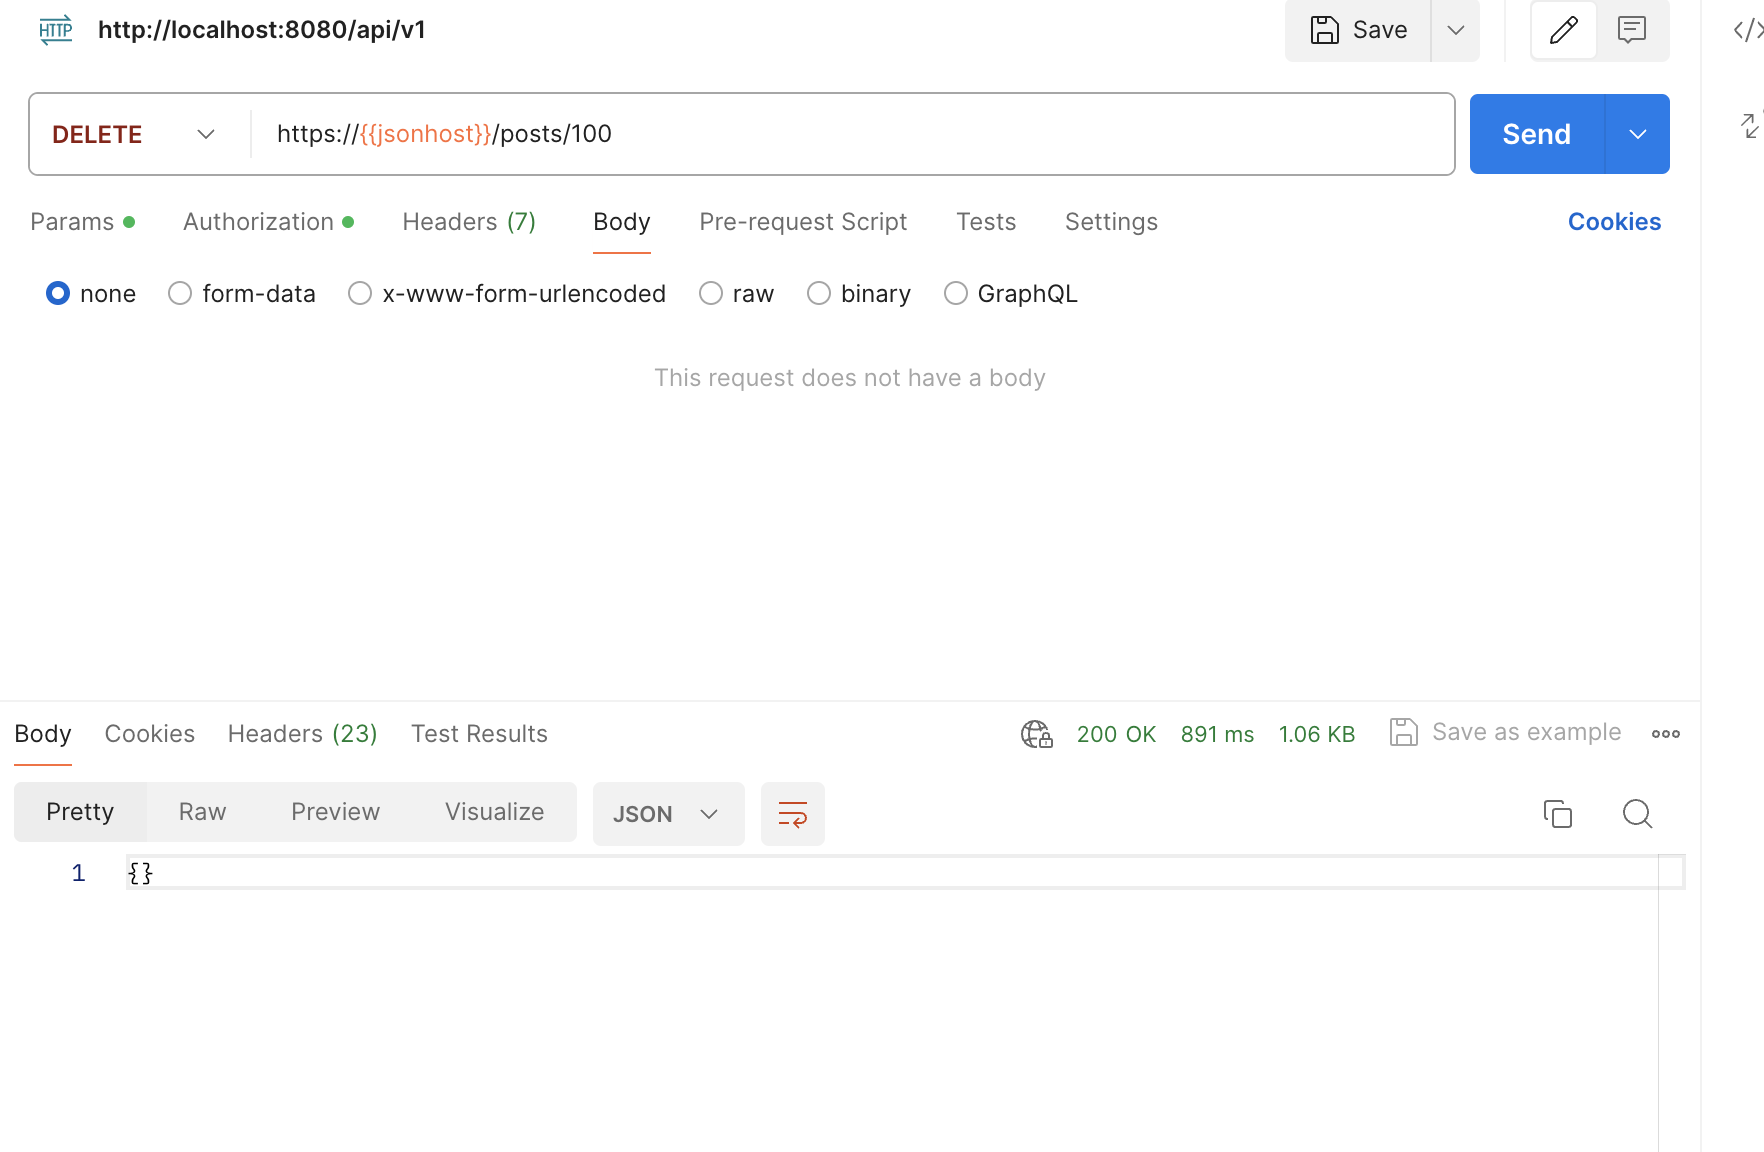 HTTP http://localhost:8080/api/v1 Save
DELETE https://{{jsonhost}}/posts/100 Send
Params Authorization Headers (7) Body Pre-request Script Tests Settings Cookies
none form-data x-www-form-urlencoded raw binary GraphQL
This request does not have a body
Body Cookies Headers (23) Test Results 200 OK 891 ms 1.06 KB Save as example
Pretty Raw Preview Visualize JSON
1 {}